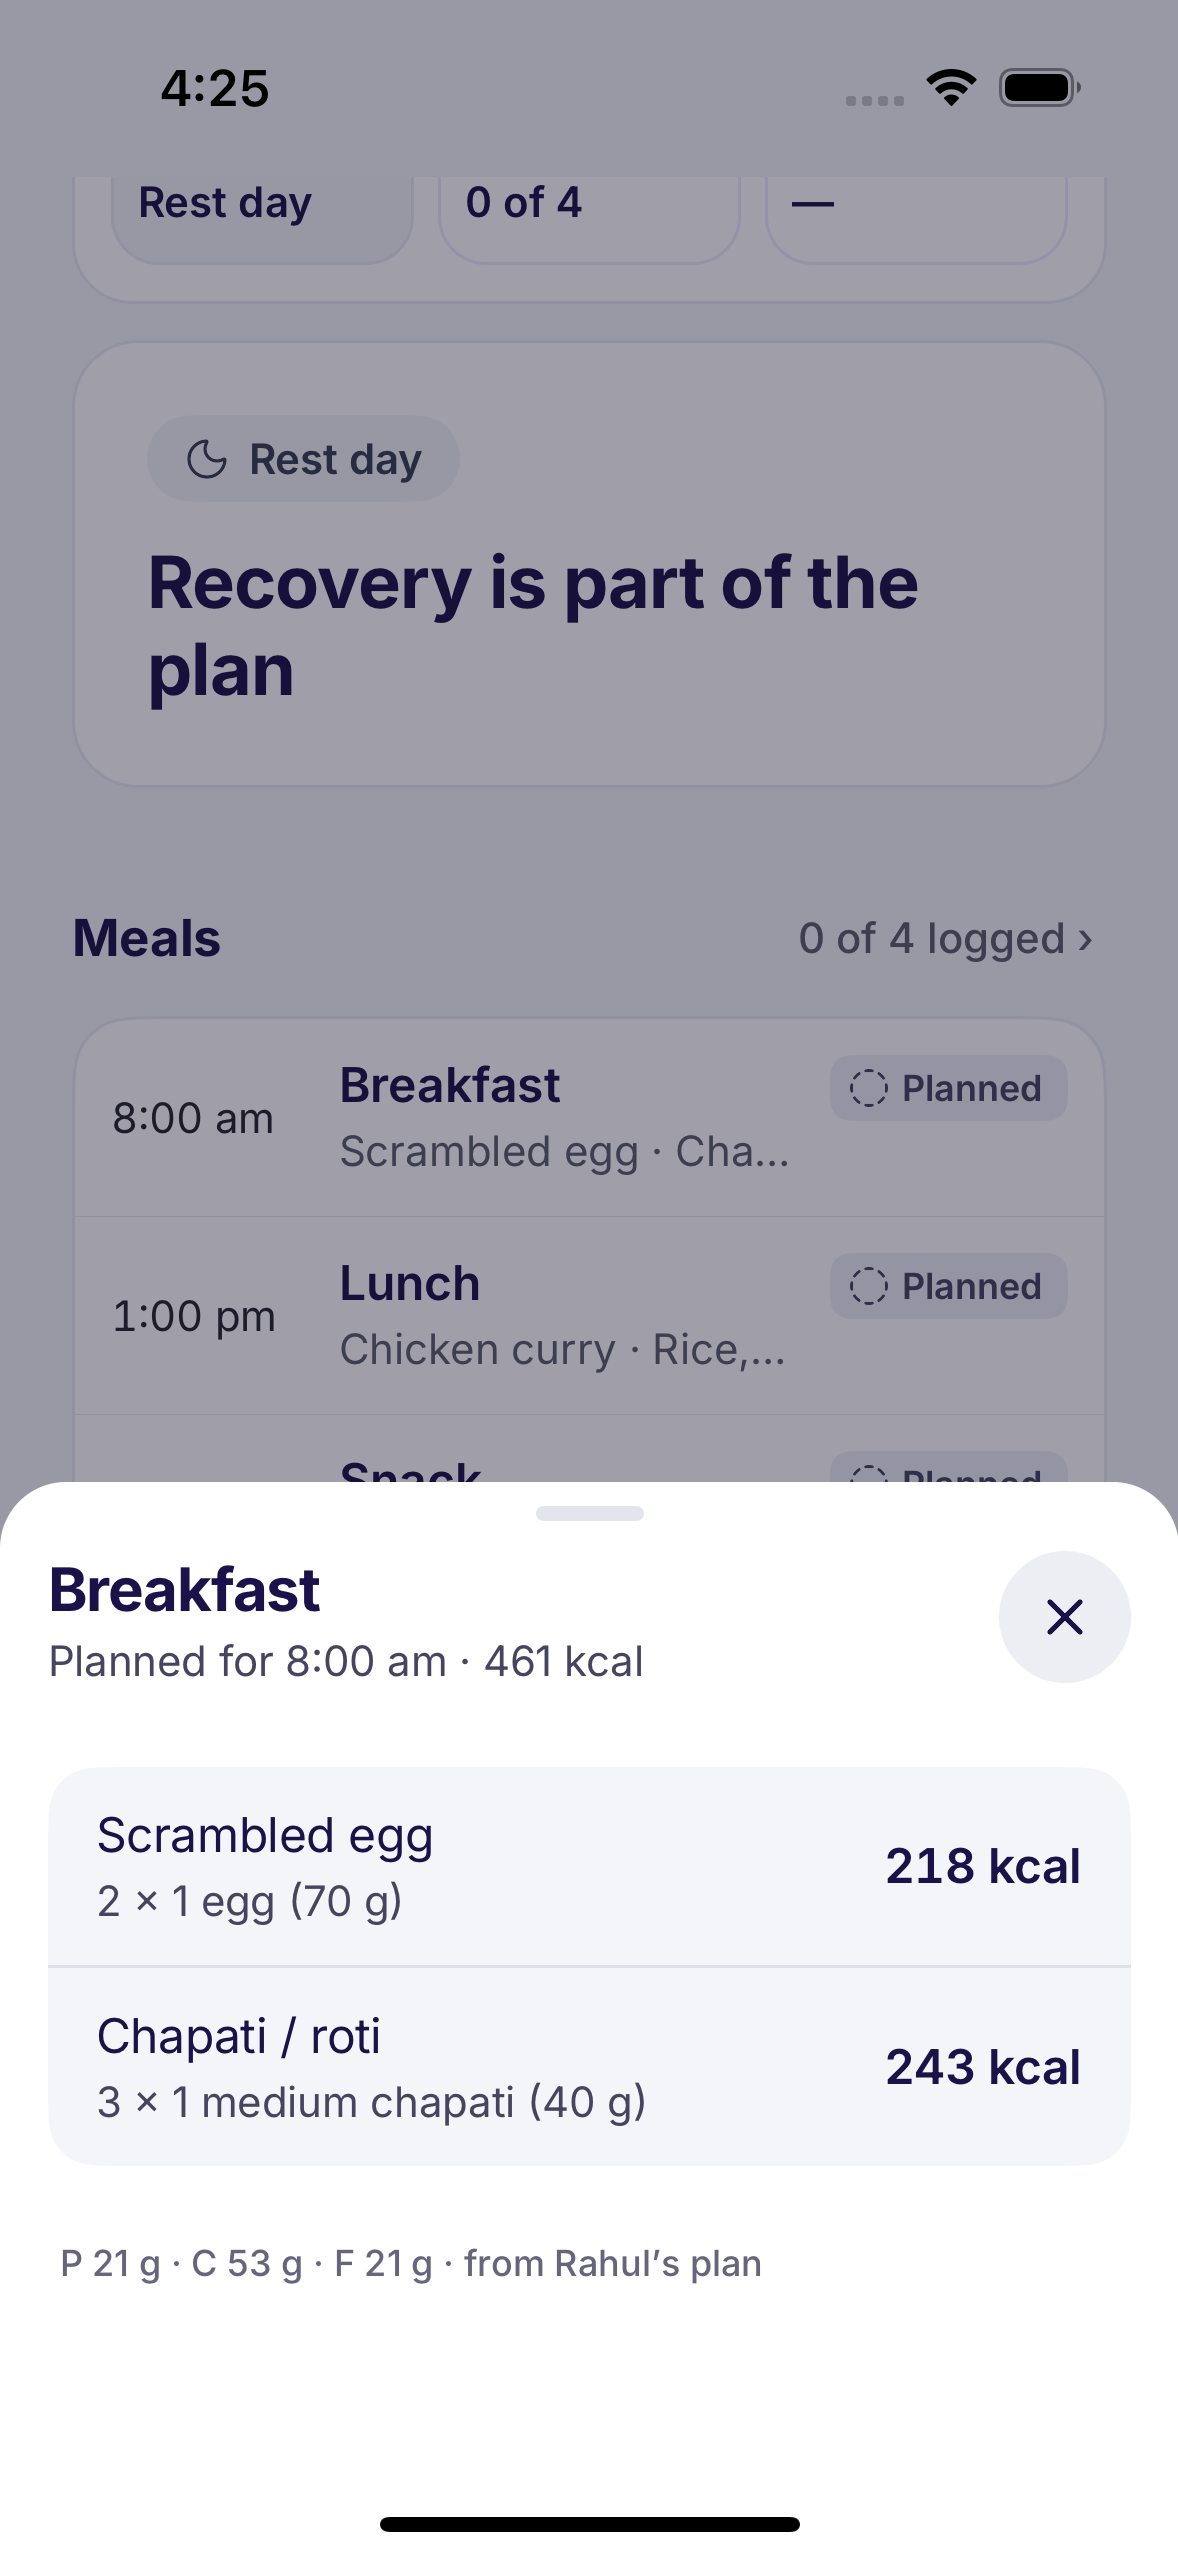 4:25
Rest day
0 of 4
—
Rest day
Recovery is part of the
plan
Meals
0 of 4 logged ›
8:00 am
Breakfast
Planned
Scrambled egg · Cha...
1:00 pm
Lunch
Planned
Chicken curry · Rice,...
Snack
Planned
Breakfast
Planned for 8:00 am · 461 kcal
Scrambled egg
2 × 1 egg (70 g)
218 kcal
Chapati / roti
3 × 1 medium chapati (40 g)
243 kcal
P 21 g · C 53 g · F 21 g · from Rahul’s plan